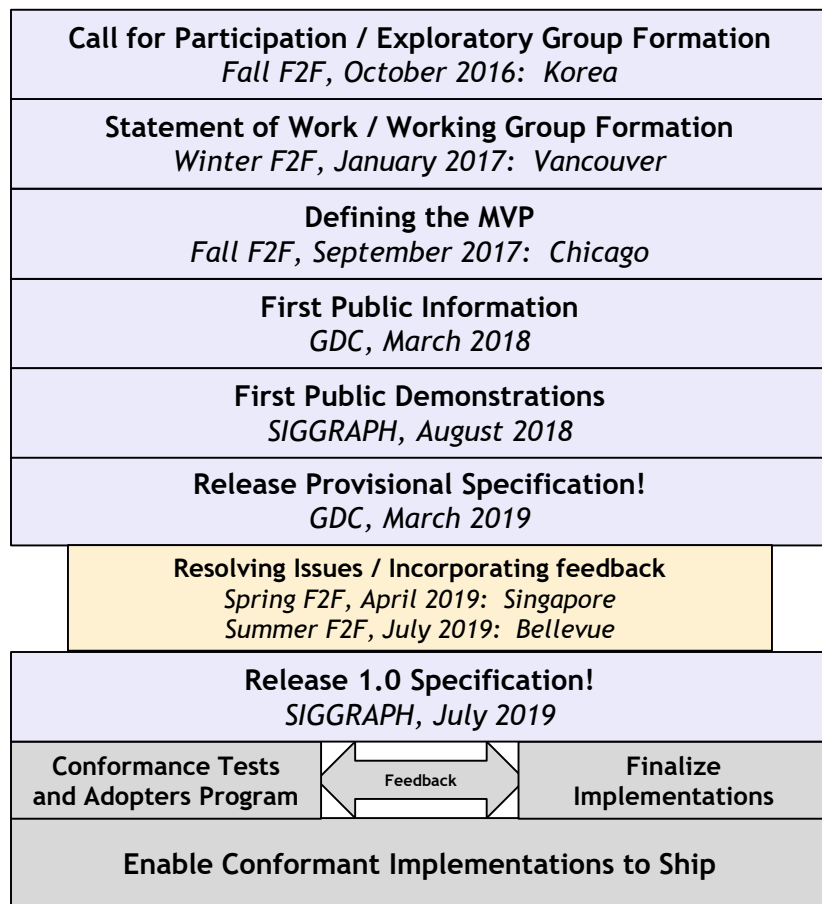 Call for Participation / Exploratory Group Formation
Fall F2F, October 2016:  Korea
Statement of Work / Working Group Formation
Winter F2F, January 2017:  Vancouver
Defining the MVP
Fall F2F, September 2017:  Chicago
First Public Information
GDC, March 2018
First Public Demonstrations
SIGGRAPH, August 2018
Release Provisional Specification!
GDC, March 2019
Resolving Issues / Incorporating feedback
Spring F2F, April 2019:  Singapore
Summer F2F, July 2019:  Bellevue
Release 1.0 Specification!
SIGGRAPH, July 2019
Conformance Tests
and Adopters Program
Feedback
Finalize
Implementations
Enable Conformant Implementations to Ship